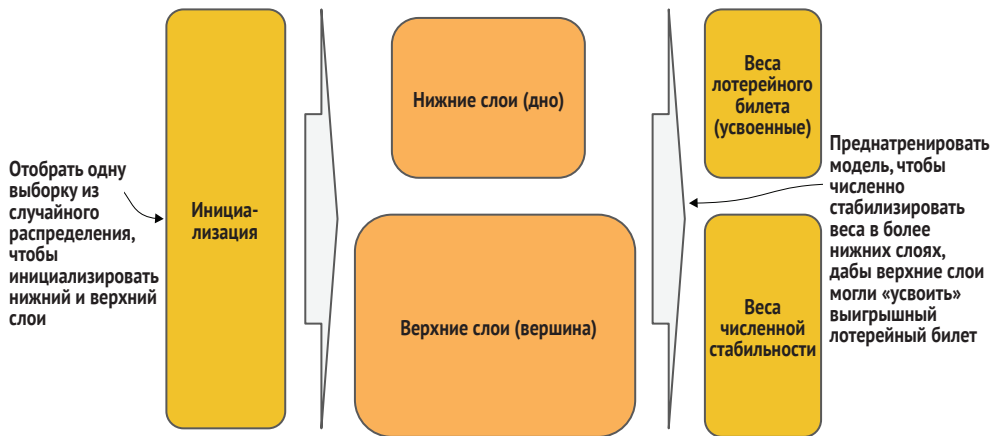 Отобрать одну
выборку из
случайного
распределения,
чтобы
инициализировать
нижний и верхний
слои
Инициа-
лизация
Нижние слои (дно)
Верхние слои (вершина)
Веса
лотерейного
билета
(усвоенные)
Веса
численной
стабильности
Преднатренировать
модель, чтобы
численно
стабилизировать
веса в более
нижних слоях,
дабы верхние слои
могли «усвоить»
выигрышный
лотерейный билет